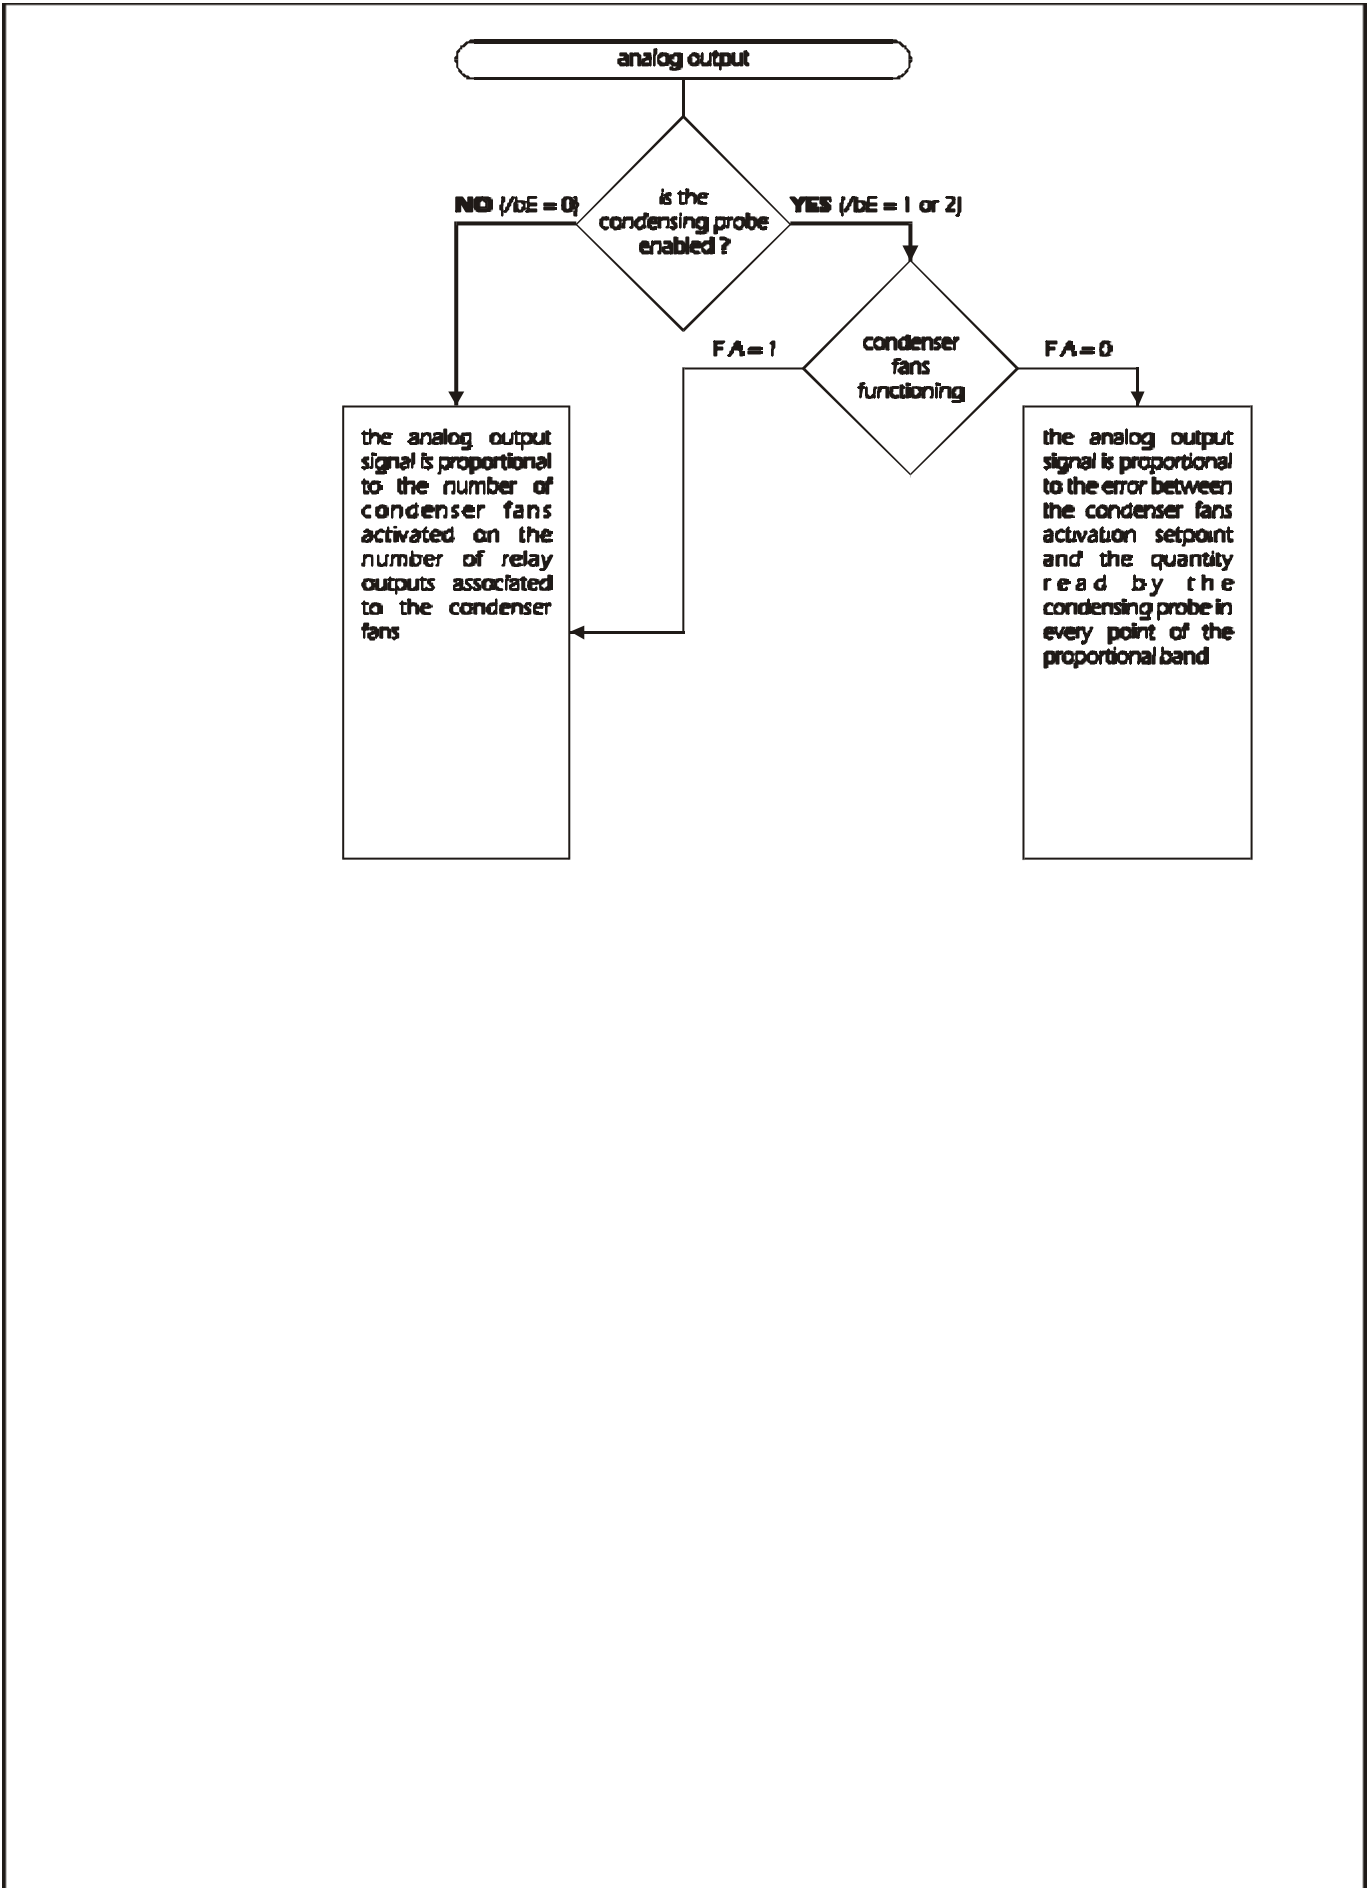 analog output
is the
condensing probe
enabled ?
NO (/bE = 0)
YES (/bE = 1 or 2)
condenser
fans
functioning
F A = 1
F A = 0
the analog output
signal is proportional
to the number of
condenser fans
activated on the
number of relay
outputs associated
to the condenser
fans
the analog output
signal is proportional
to the error between
the condenser fans
activation setpoint
and the quantity
read by the
condensing probe in
every point of the
proportional band